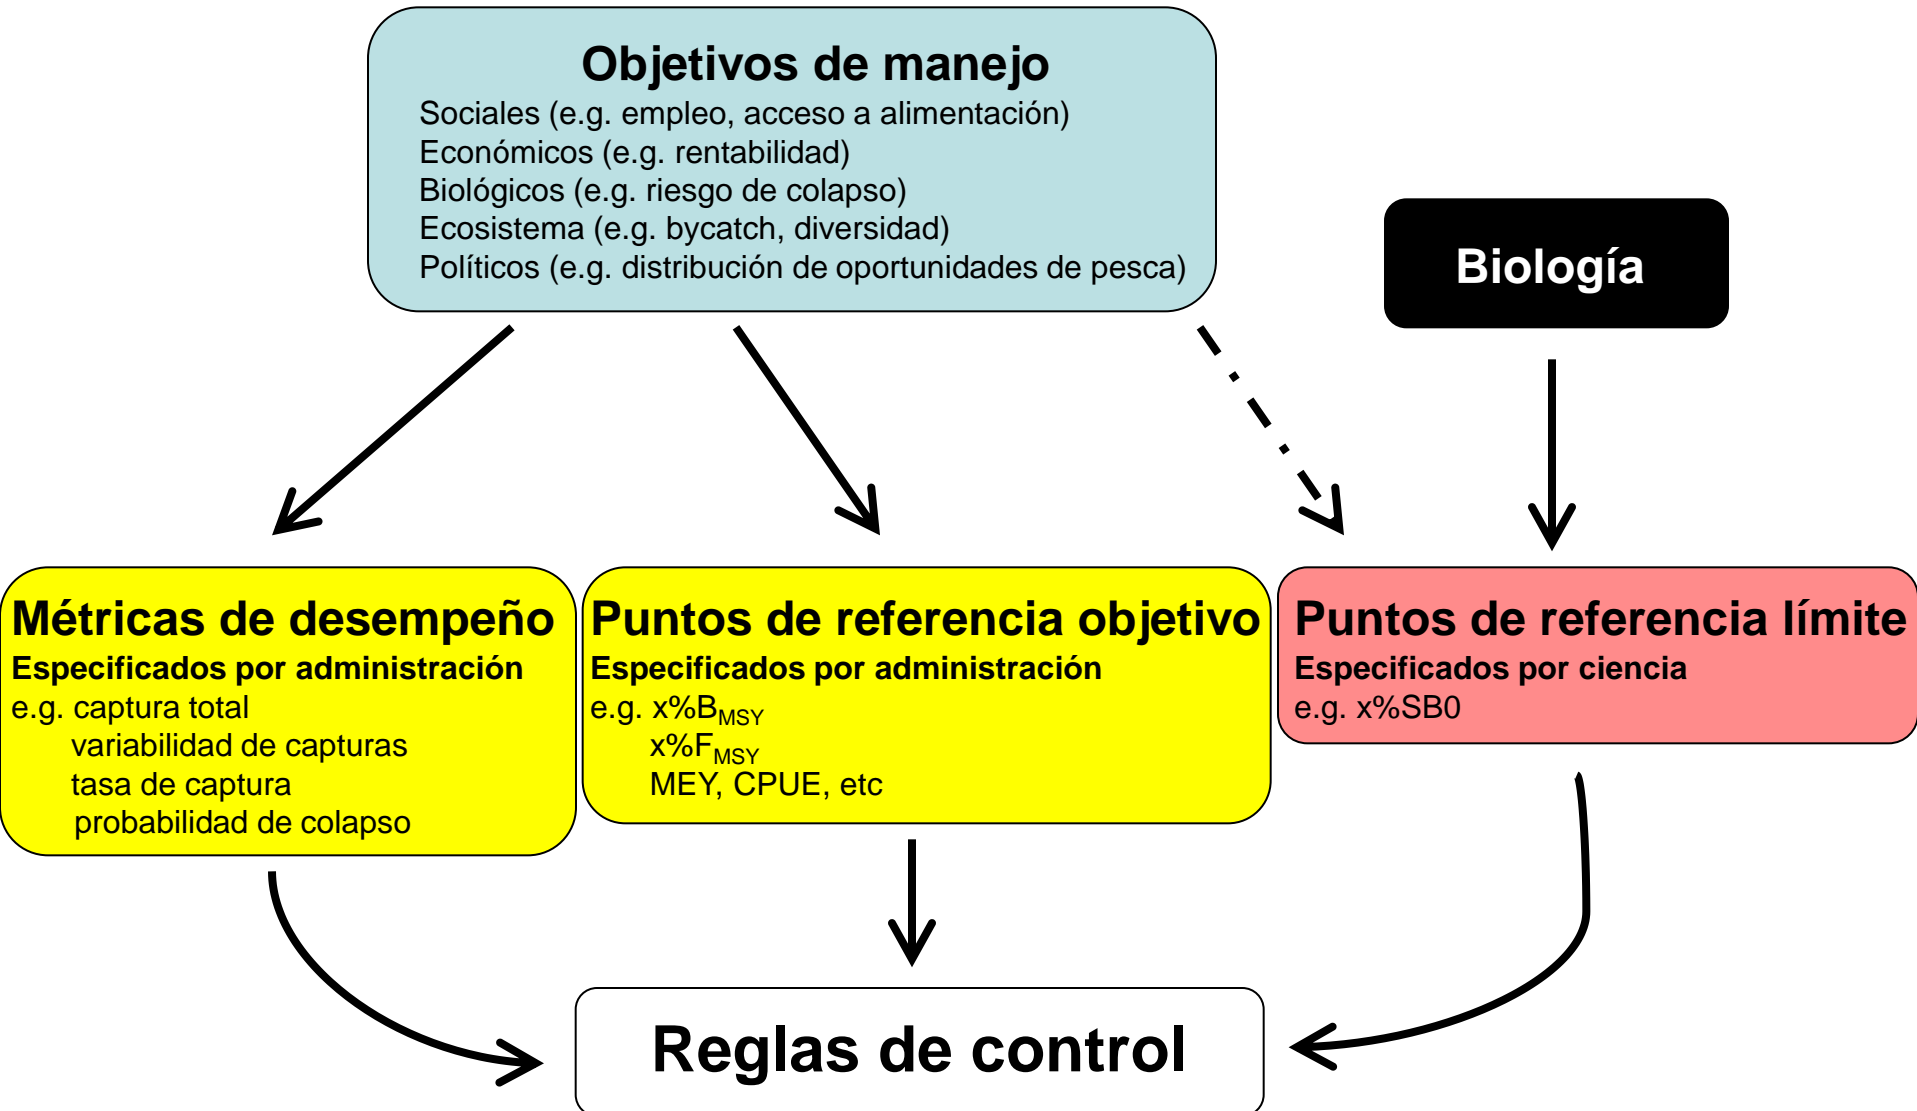 Objetivos de manejo
Sociales (e.g. empleo, acceso a alimentación)
Económicos (e.g. rentabilidad)
Biológicos (e.g. riesgo de colapso)
Ecosistema (e.g. bycatch, diversidad)
Políticos (e.g. distribución de oportunidades de pesca)
Biología
Métricas de desempeño
Especificados por administración
e.g. captura total
variabilidad de capturas
tasa de captura
probabilidad de colapso
Puntos de referencia objetivo
Especificados por administración
e.g. x%B_MSY
x%F_MSY
MEY, CPUE, etc
Puntos de referencia límite
Especificados por ciencia
e.g. x%SB0
Reglas de control